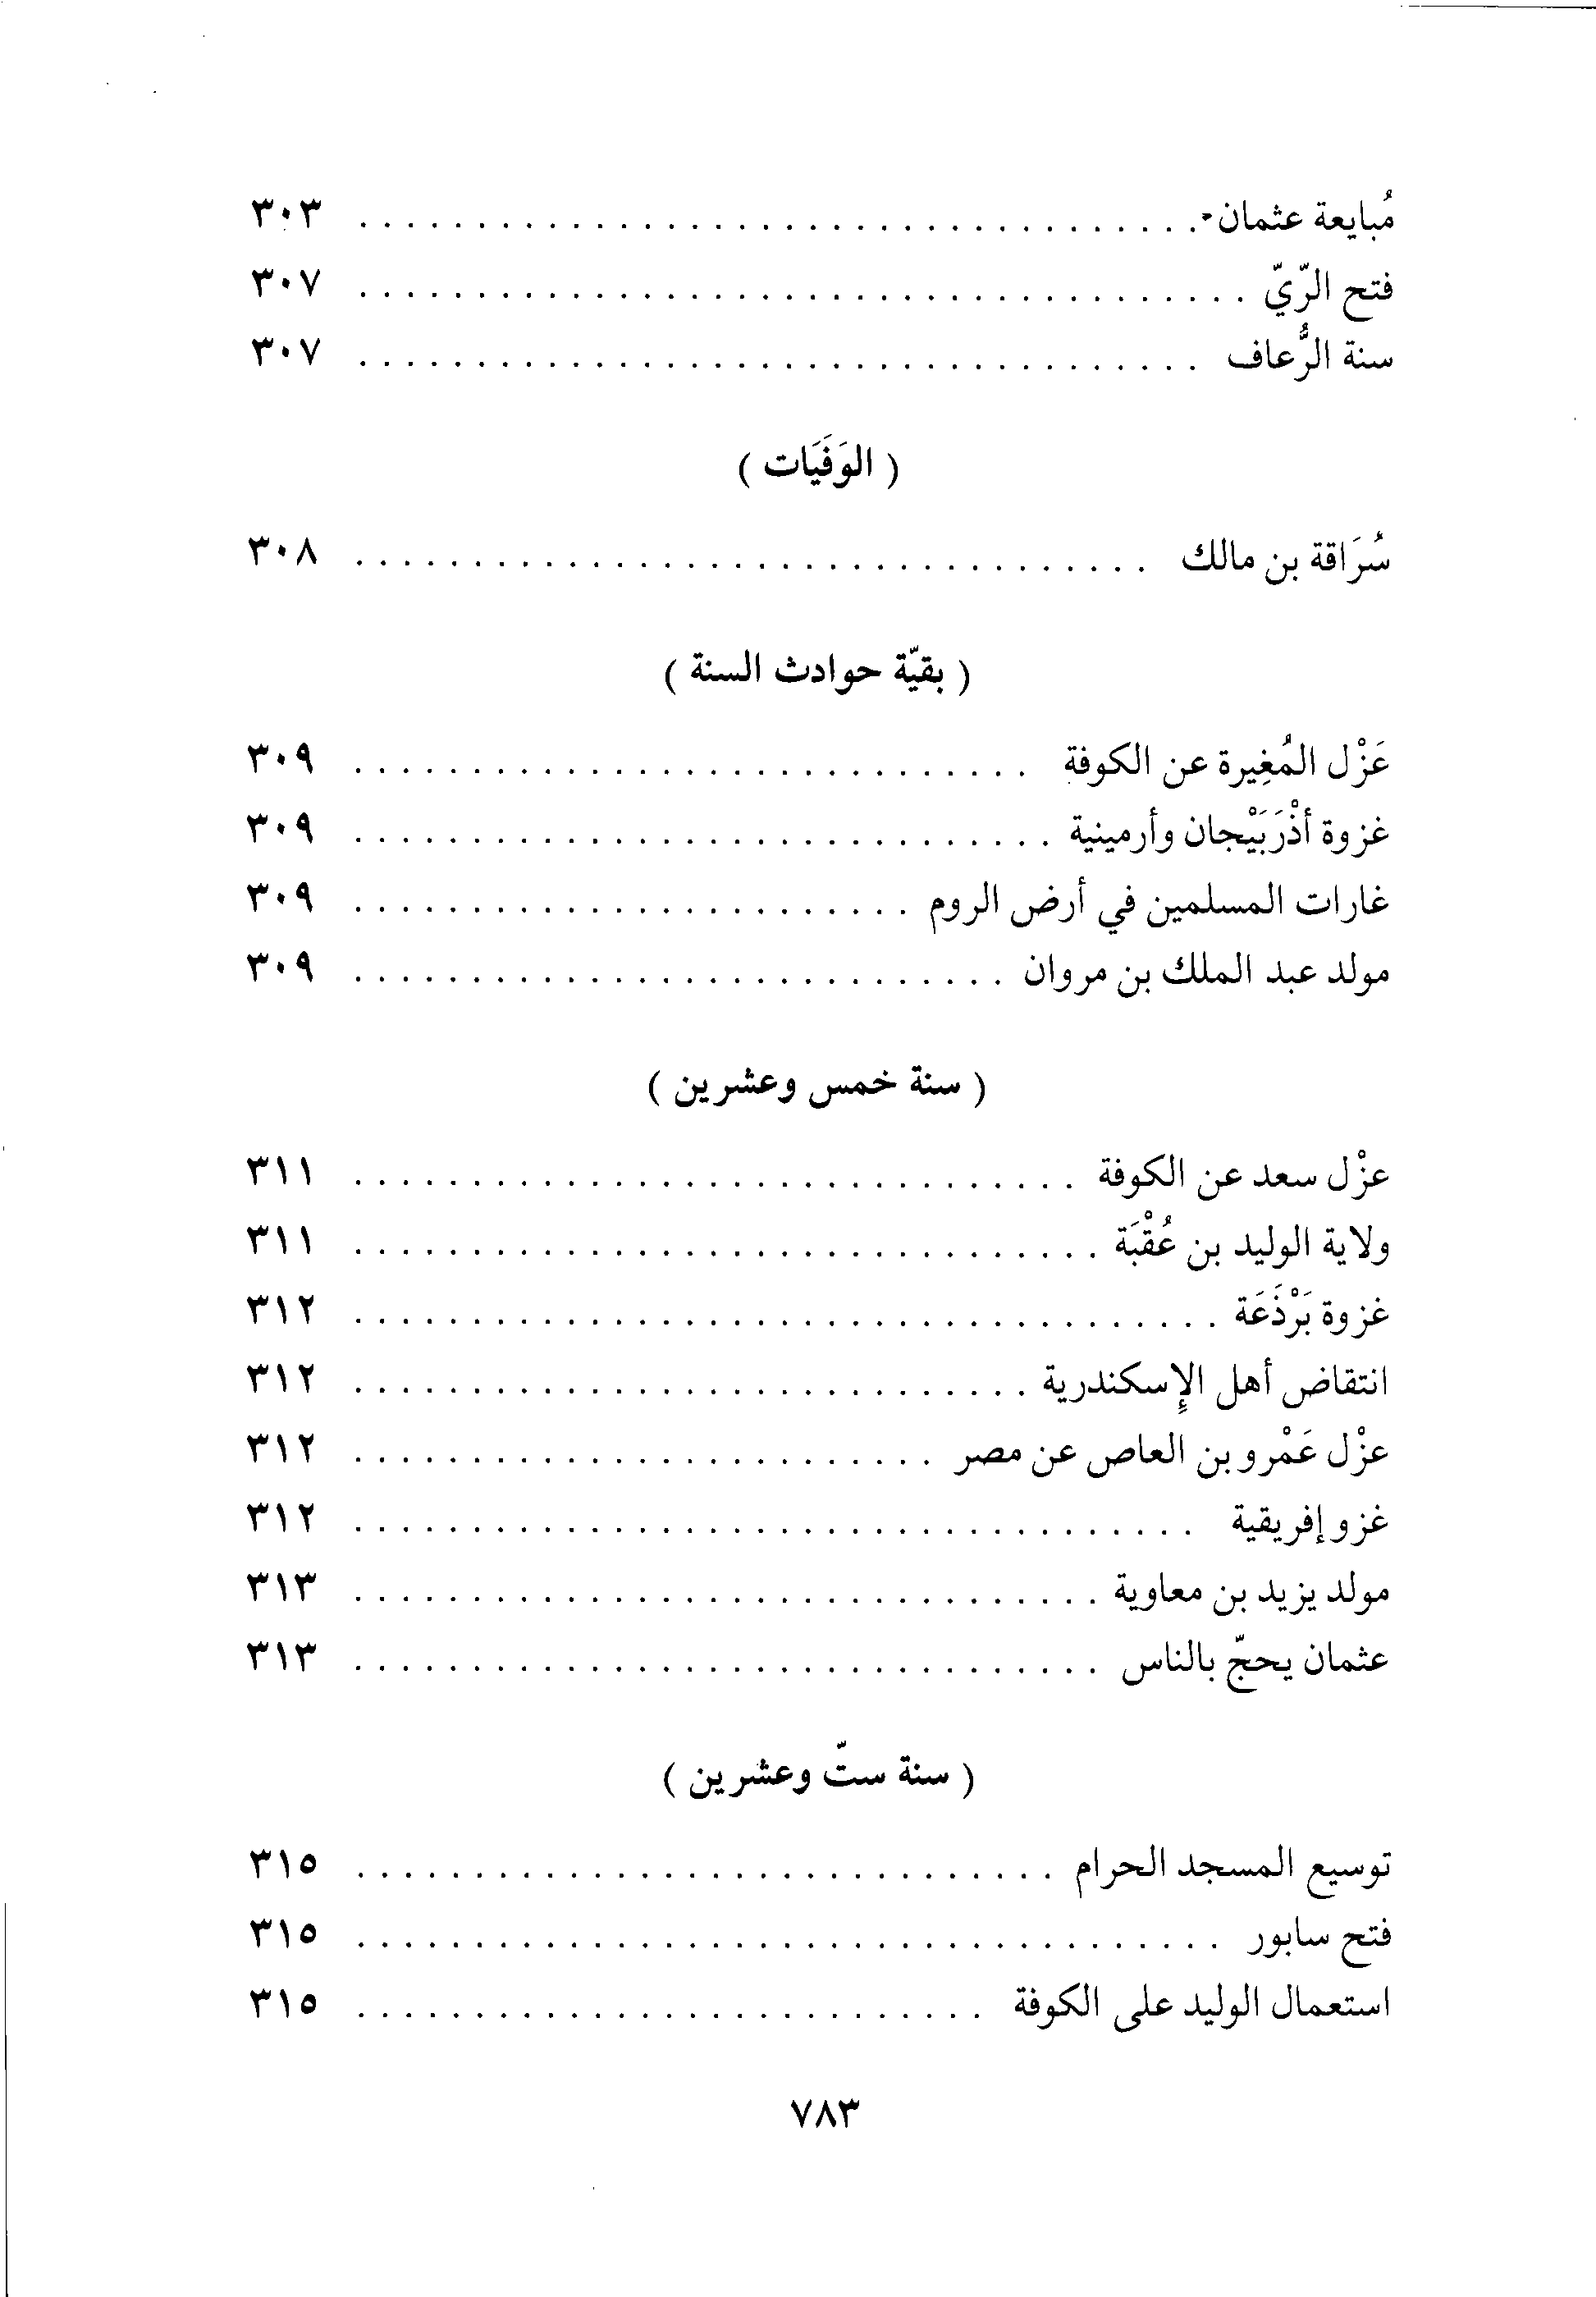 مُبايعة عثمان . . . . . . . . . . . . . . . . . . . . . . . . . . . . . . . . . . . . ٣٠٣
فتح الرّيّ . . . . . . . . . . . . . . . . . . . . . . . . . . . . . . . . . . . . . . ٣٠٧
سنة الرُّعاف . . . . . . . . . . . . . . . . . . . . . . . . . . . . . . . . . . . . ٣٠٧
( الوَفَيَات )
سُرَاقة بن مالك . . . . . . . . . . . . . . . . . . . . . . . . . . . . . . . . . . ٣٠٨
( بقيّة حوادث السنة )
عَزْل المُغِيرة عن الكوفة . . . . . . . . . . . . . . . . . . . . . . . . . . . . . ٣٠٩
غزوة أذْرَبَيْجان وأرمينية . . . . . . . . . . . . . . . . . . . . . . . . . . . . . . ٣٠٩
غارات المسلمين في أرض الروم . . . . . . . . . . . . . . . . . . . . . . . . ٣٠٩
مولد عبد الملك بن مروان . . . . . . . . . . . . . . . . . . . . . . . . . . . . ٣٠٩
( سنة خمس وعشرين )
عزْل سعد عن الكوفة . . . . . . . . . . . . . . . . . . . . . . . . . . . . . . . ٣١١
ولاية الوليد بن عُقْبَة . . . . . . . . . . . . . . . . . . . . . . . . . . . . . . . . ٣١١
غزوة بَرْذَعَة . . . . . . . . . . . . . . . . . . . . . . . . . . . . . . . . . . . . . ٣١٢
انتقاض أهل الإسكندرية . . . . . . . . . . . . . . . . . . . . . . . . . . . . . ٣١٢
عزْل عَمْرو بن العاص عن مصر . . . . . . . . . . . . . . . . . . . . . . . . . ٣١٢
غزو إفريقية . . . . . . . . . . . . . . . . . . . . . . . . . . . . . . . . . . . . ٣١٢
مولد يزيد بن معاوية . . . . . . . . . . . . . . . . . . . . . . . . . . . . . . . . ٣١٣
عثمان يحجّ بالناس . . . . . . . . . . . . . . . . . . . . . . . . . . . . . . . . ٣١٣
( سنة ستّ وعشرين )
توسيع المسجد الحرام . . . . . . . . . . . . . . . . . . . . . . . . . . . . . . ٣١٥
فتح سابور . . . . . . . . . . . . . . . . . . . . . . . . . . . . . . . . . . . . . ٣١٥
استعمال الوليد على الكوفة . . . . . . . . . . . . . . . . . . . . . . . . . . . ٣١٥
٧٨٣